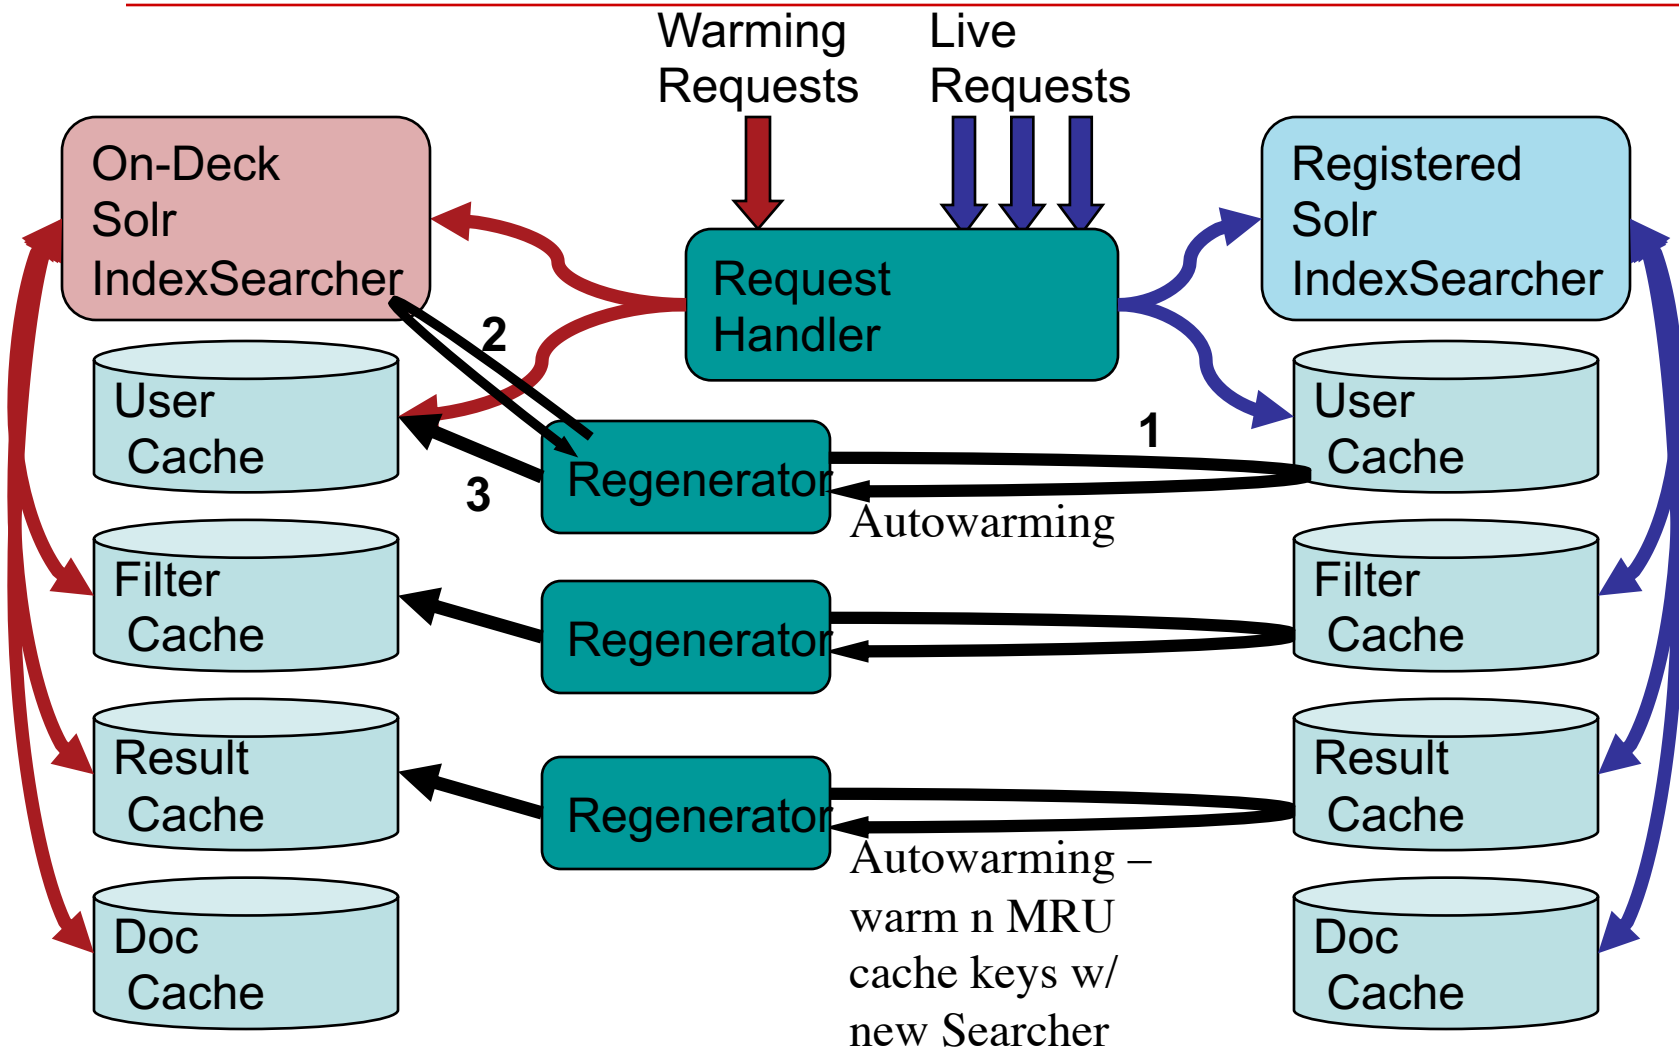 Warming
Requests
Live
Requests
On-Deck
Solr
IndexSearcher
Request
Handler
Registered
Solr
IndexSearcher
2
User
Cache
3
Regenerator
1
Autowarming
User
Cache
Filter
Cache
Regenerator
Filter
Cache
Result
Cache
Regenerator
Autowarming –
warm n MRU
cache keys w/
new Searcher
Result
Cache
Doc
Cache
Doc
Cache